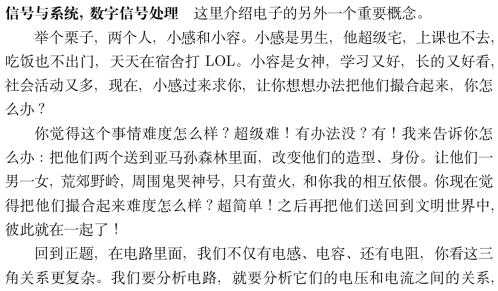 信号与系统, 数字信号处理 这里介绍电子的另外一个重要概念。
举个栗子, 两个人, 小感和小容。小感是男生, 他超级宅, 上课也不去,
吃饭也不出门, 天天在宿舍打 LOL。小容是女神, 学习又好, 长的又好看,
社会活动又多, 现在, 小感过来求你, 让你想想办法把他们撮合起来, 你怎
么办?
你觉得这个事情难度怎么样?超级难!有办法没?有!我来告诉你怎
么办:把他们两个送到亚马孙森林里面, 改变他们的造型、身份。让他们一
男一女, 荒郊野岭, 周围鬼哭神号, 只有萤火, 和你我的相互依偎。你现在觉
得把他们撮合起来难度怎么样?超简单!之后再把他们送回到文明世界中,
彼此就在一起了!
回到正题, 在电路里面, 我们不仅有电感、电容、还有电阻, 你看这三
角关系更复杂。我们要分析电路, 就要分析它们的电压和电流之间的关系,